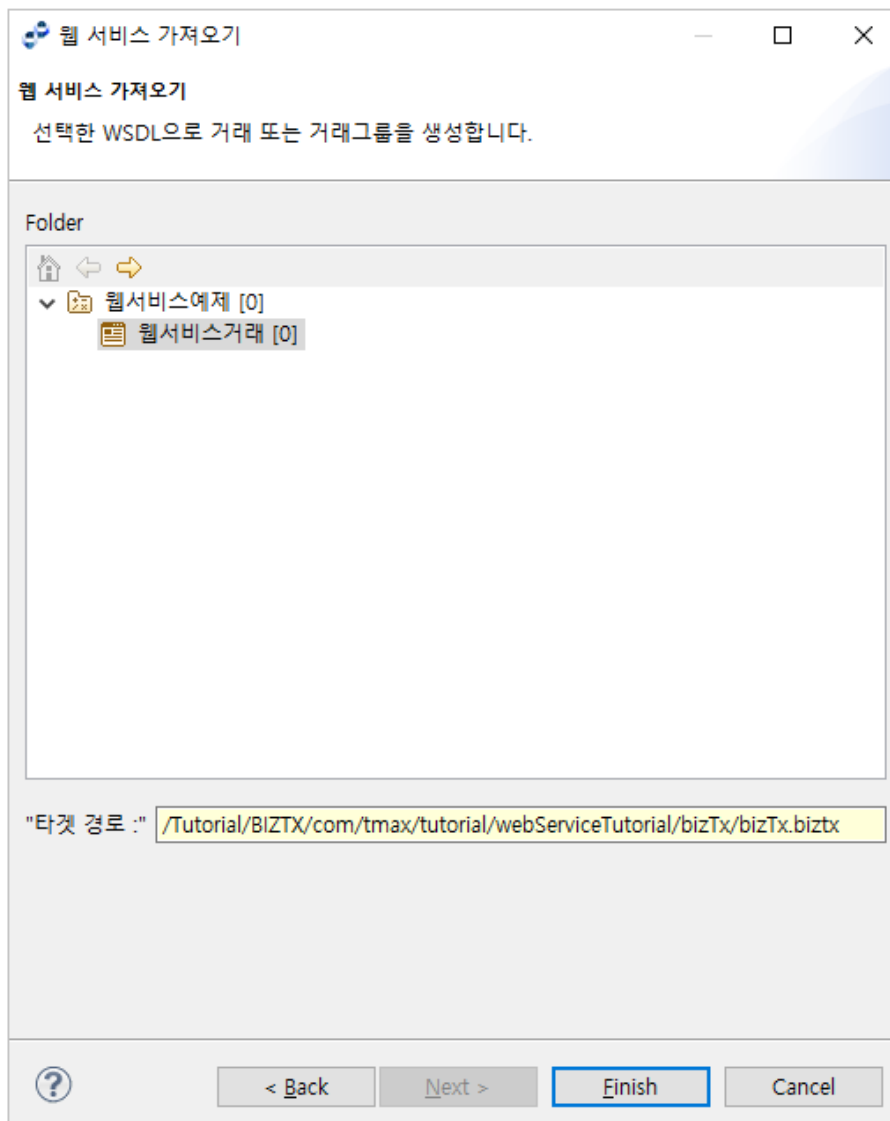 웹 서비스 가져오기
웹 서비스 가져오기
선택한 WSDL으로 거래 또는 거래그룹을 생성합니다.
Folder
웹서비스예제 [0]
웹서비스거래 [0]
"타겟 경로 :" /Tutorial/BIZTX/com/tmax/tutorial/webServiceTutorial/bizTx/bizTx.biztx
? < Back Next > Finish Cancel